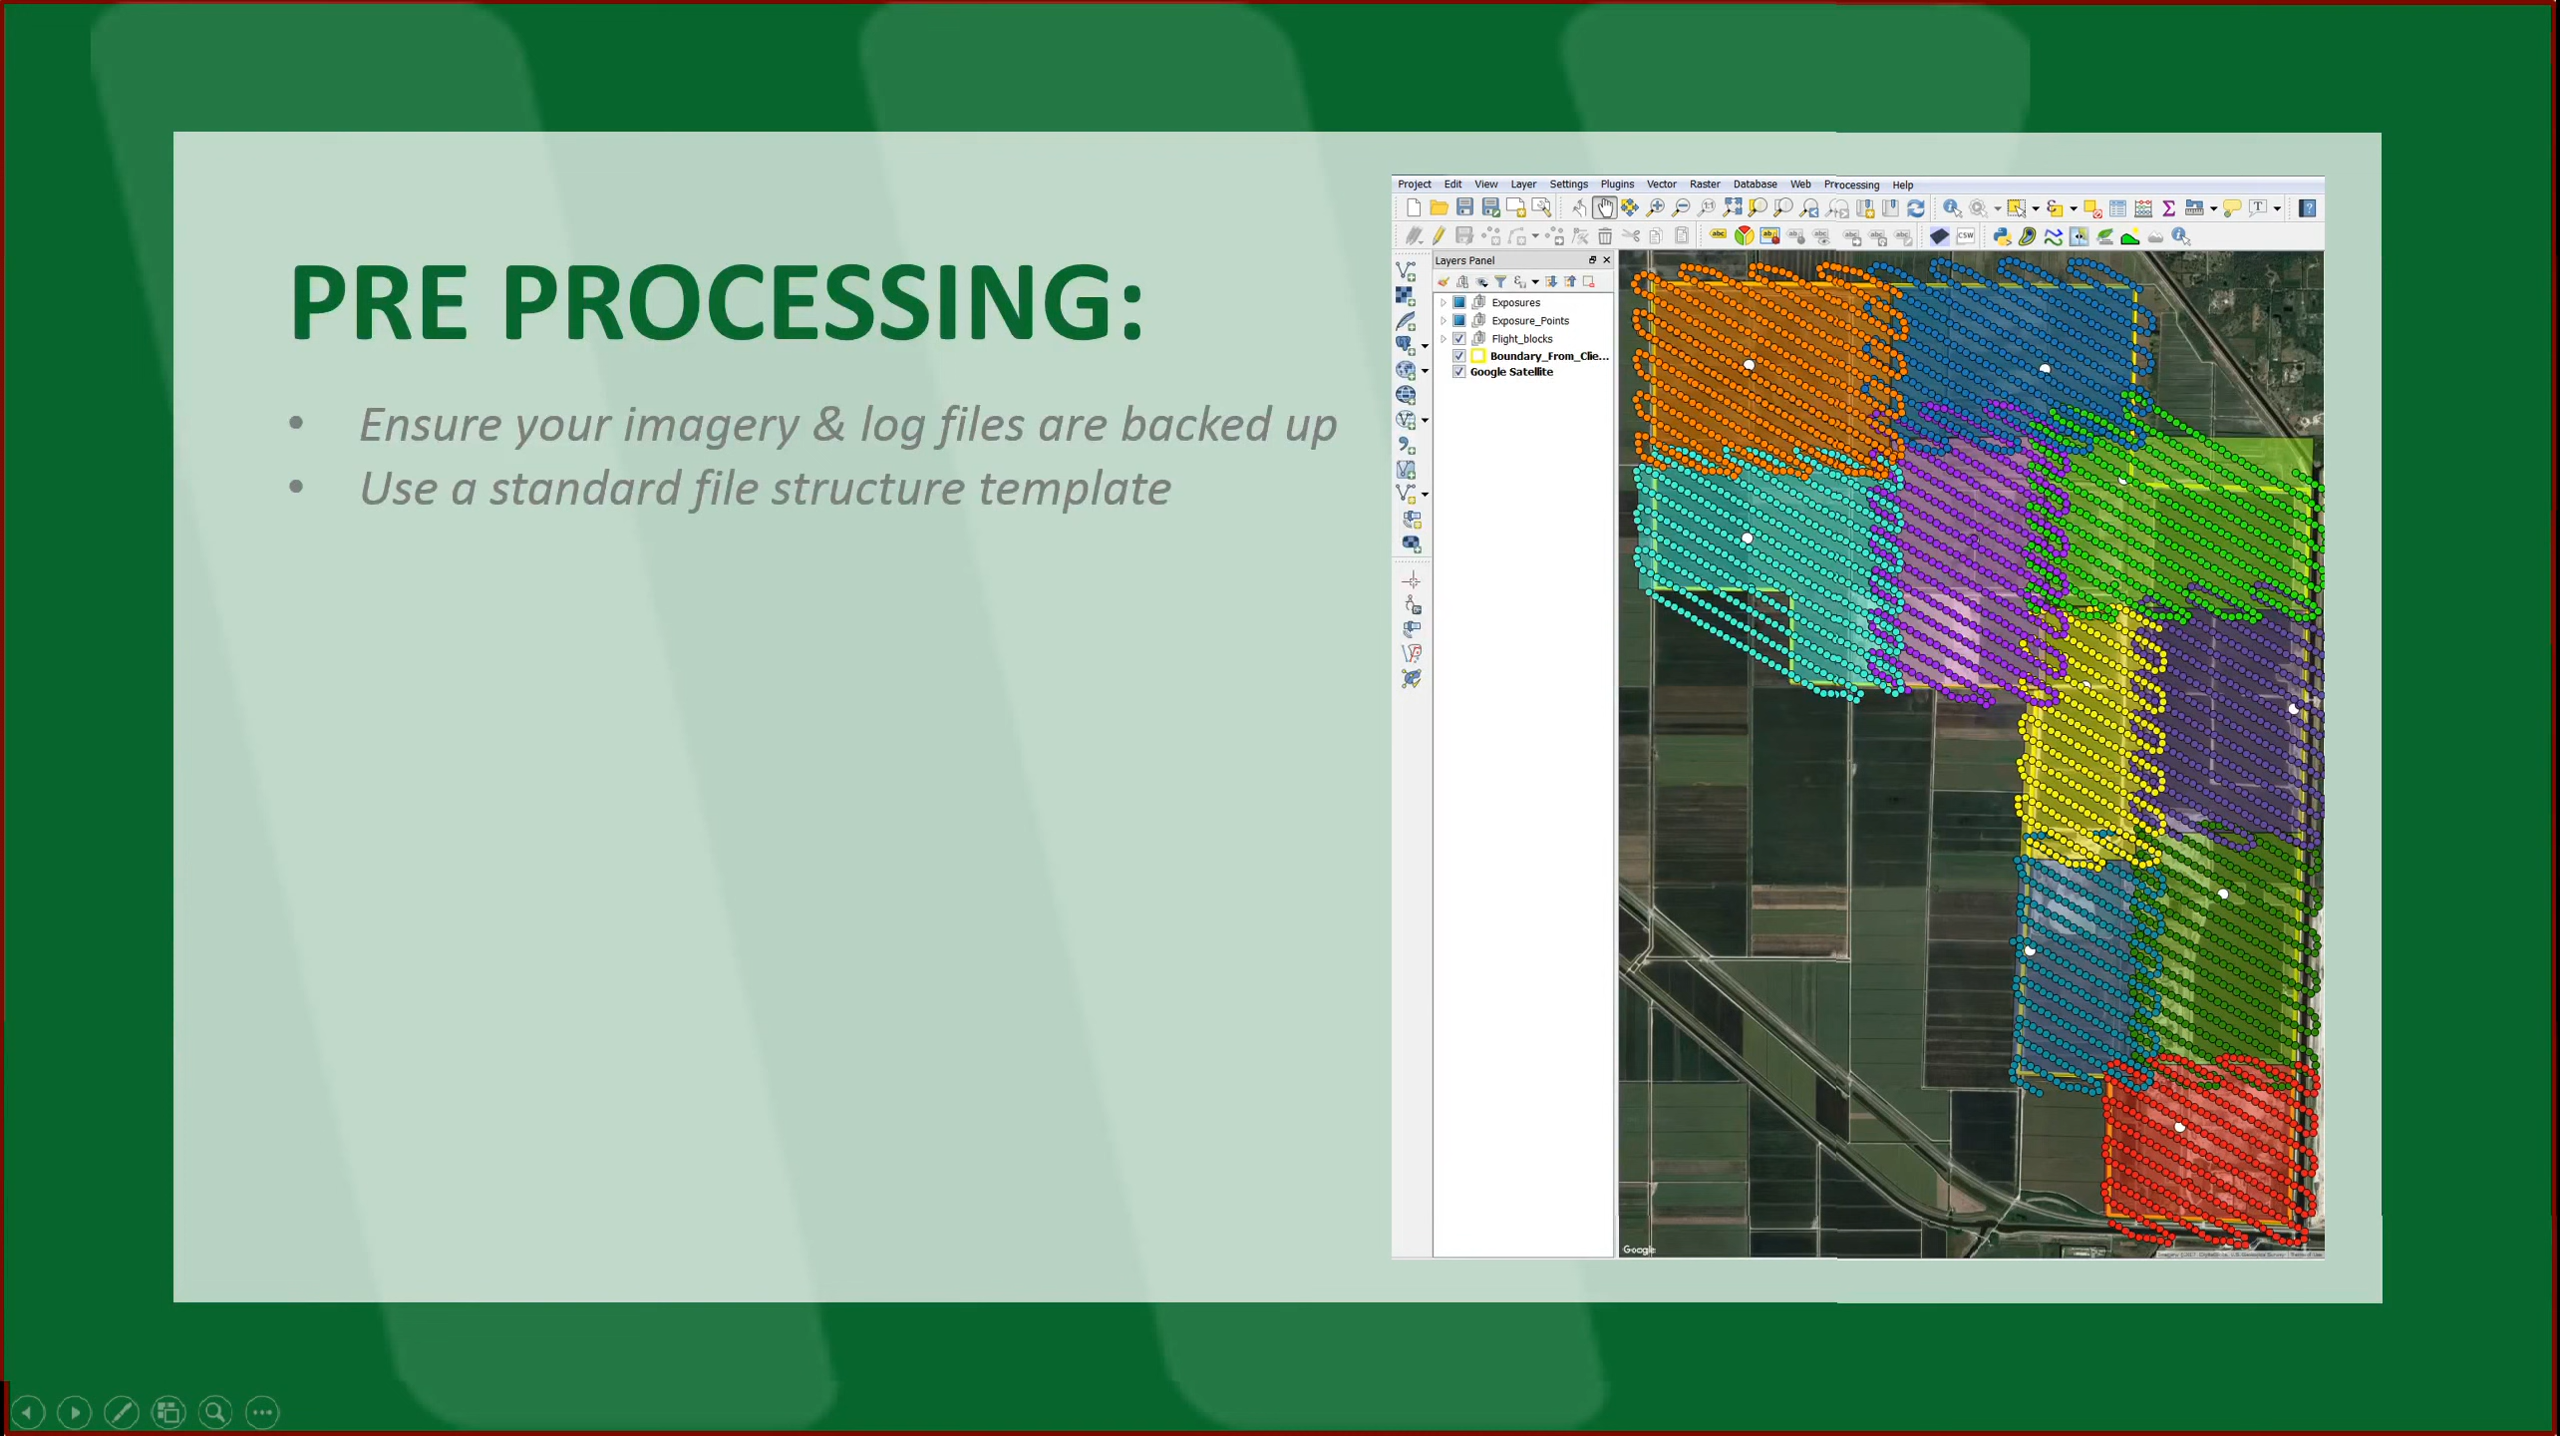 PRE PROCESSING:
• Ensure your imagery & log files are backed up
• Use a standard file structure template
Project Edit View Layer Settings Plugins Vector Raster Database Web Processing Help
Layers Panel
Exposures
Exposure_Points
Flight_blocks
Boundary_From_Clie...
Google Satellite
Google